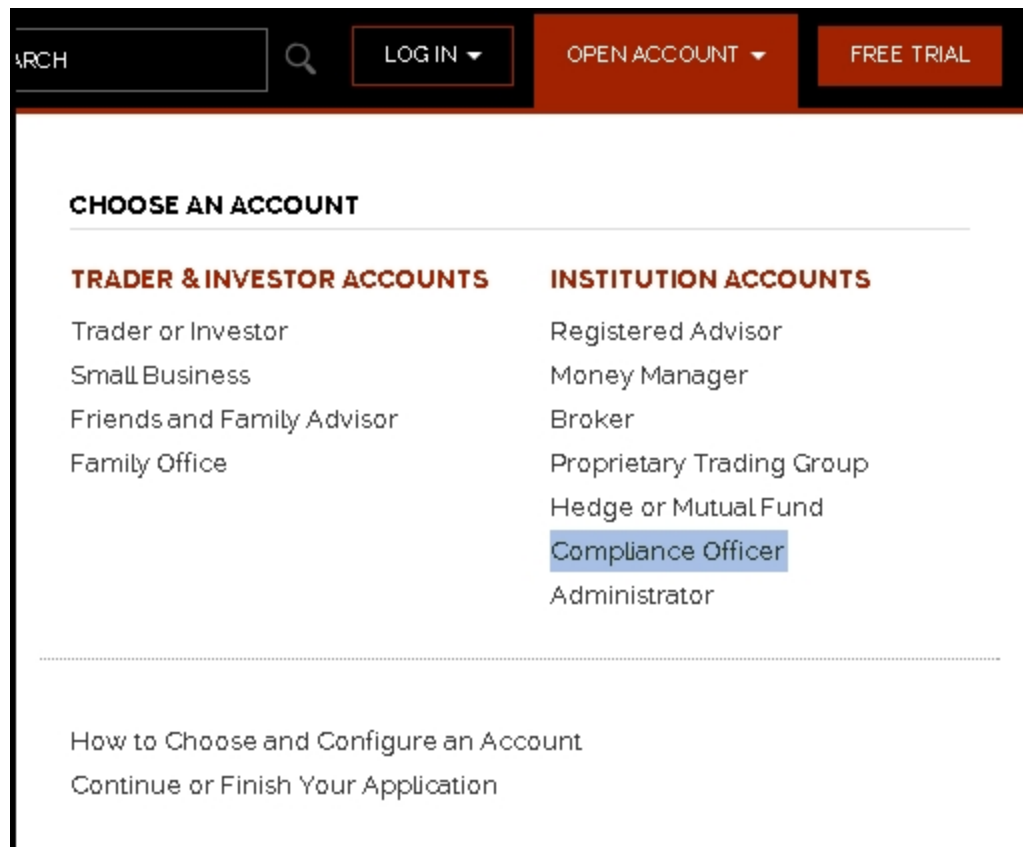 ARCH
LOG IN
OPEN ACCOUNT
FREE TRIAL
CHOOSE AN ACCOUNT
TRADER & INVESTOR ACCOUNTS
Trader or Investor
Small Business
Friends and Family Advisor
Family Office
INSTITUTION ACCOUNTS
Registered Advisor
Money Manager
Broker
Proprietary Trading Group
Hedge or Mutual Fund
Compliance Officer
Administrator
How to Choose and Configure an Account
Continue or Finish Your Application